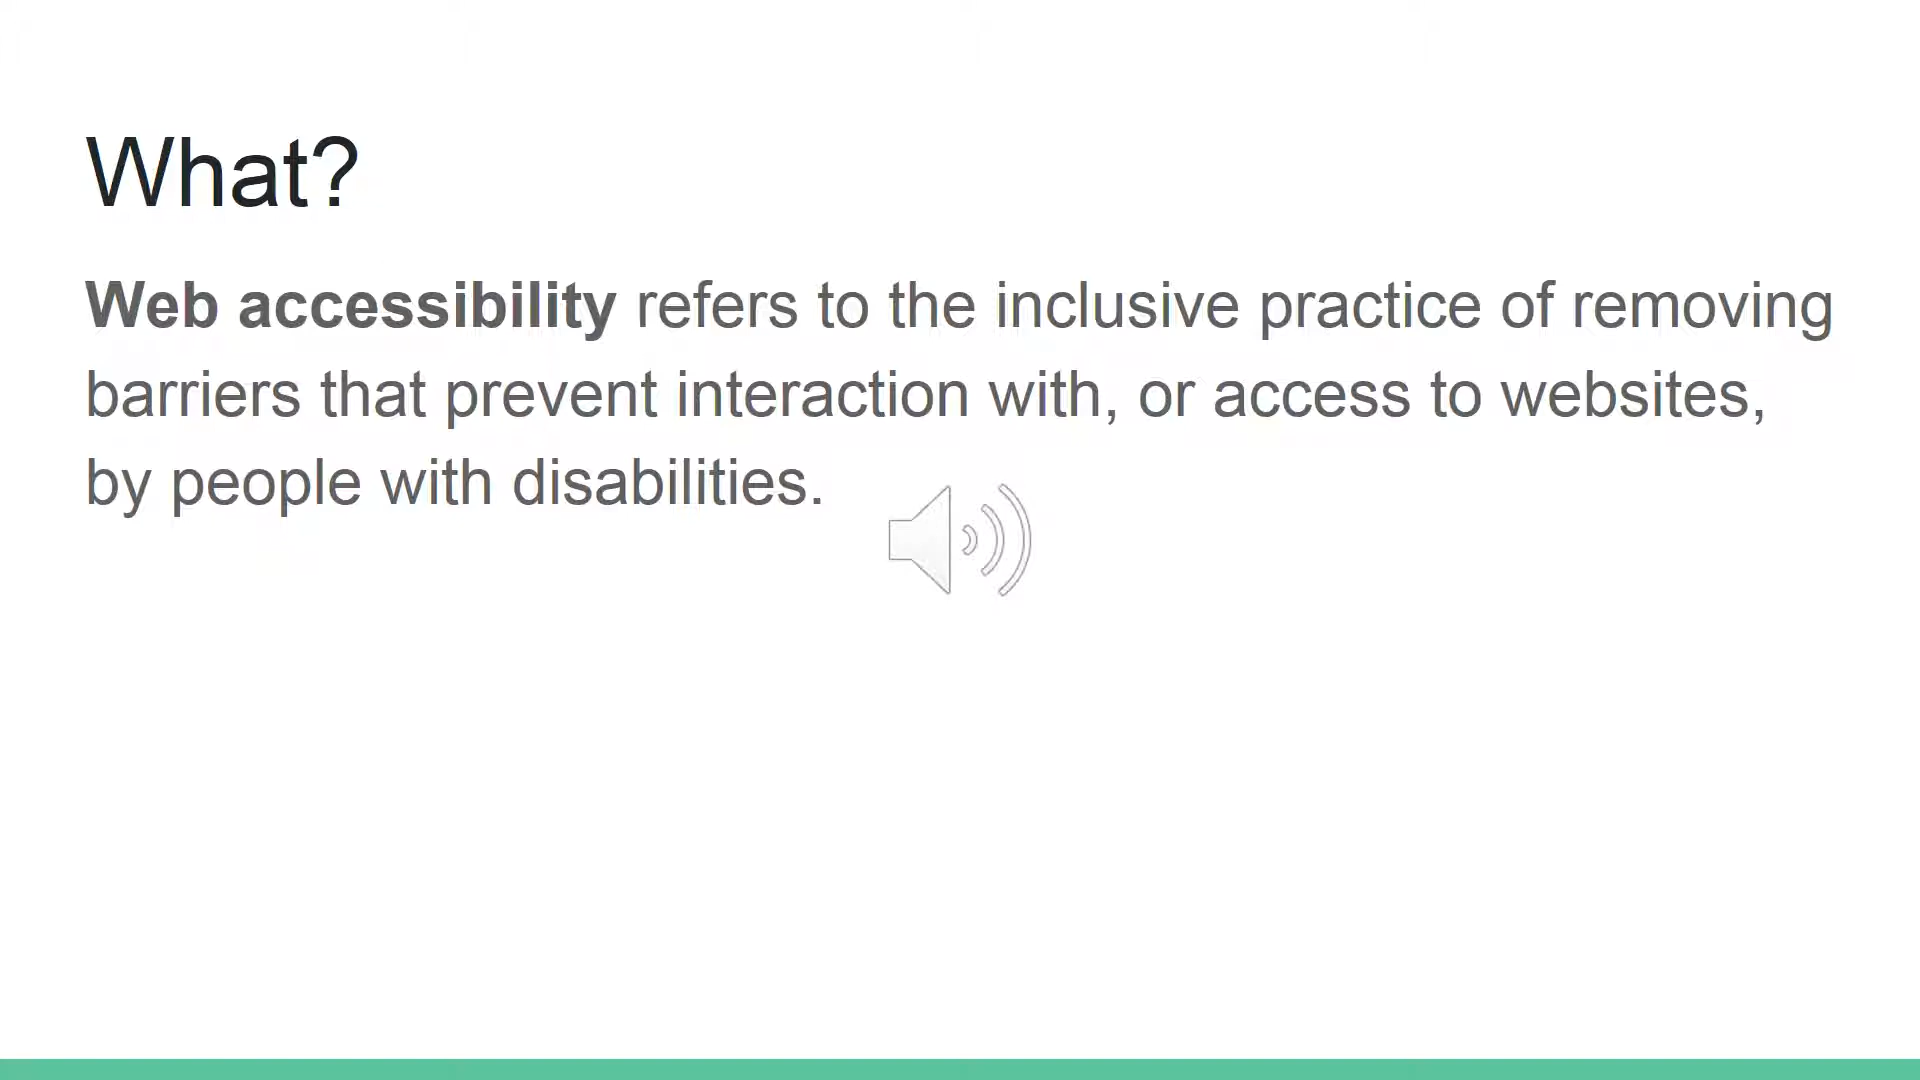 What?
Web accessibility refers to the inclusive practice of removing
barriers that prevent interaction with, or access to websites,
by people with disabilities.